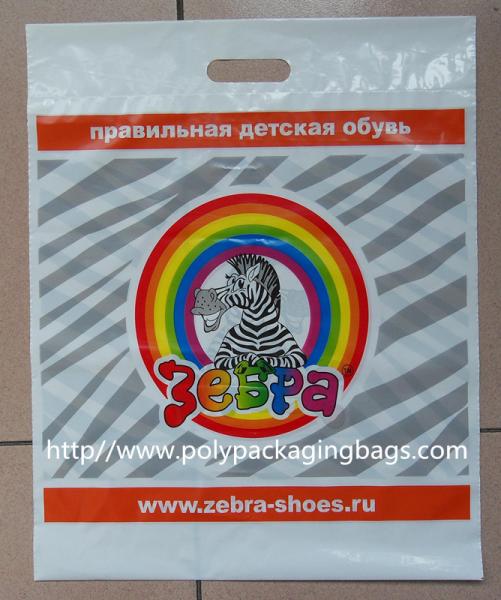 правильная детская обувь
Зебра
http//www.polypackagingbags.com
www.zebra-shoes.ru